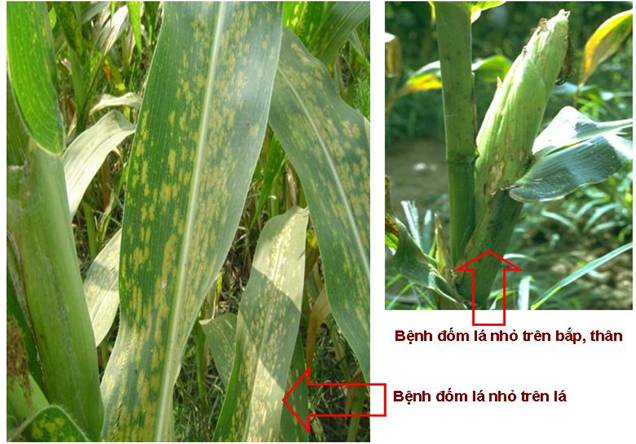 Bệnh đốm lá nhỏ trên bắp, thân
Bệnh đốm lá nhỏ trên lá